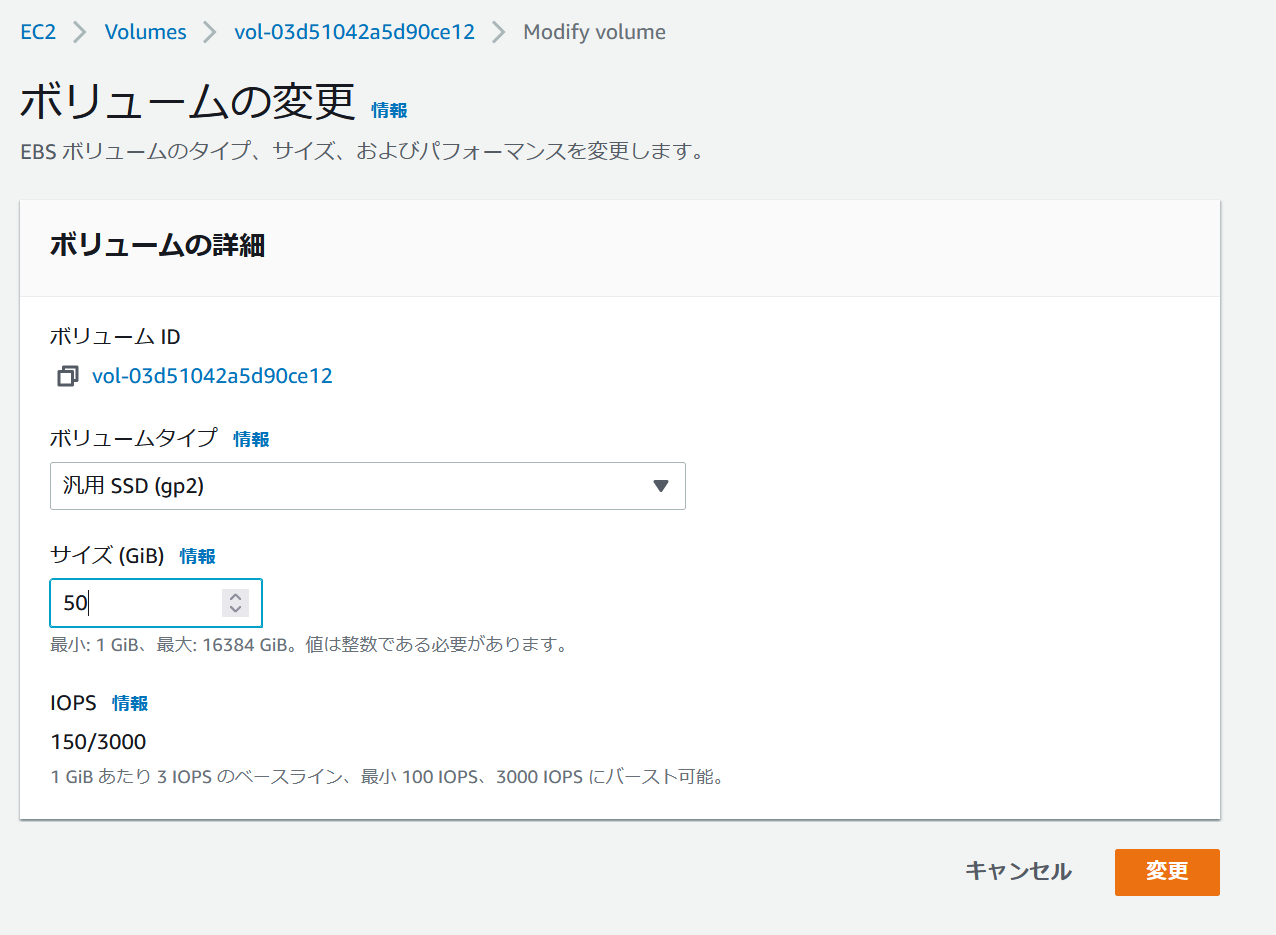 EC2 > Volumes > vol-03d51042a5d90ce12 > Modify volume
ボリュームの変更 情報
EBS ボリュームのタイプ、サイズ、およびパフォーマンスを変更します。
ボリュームの詳細
ボリューム ID
vol-03d51042a5d90ce12
ボリュームタイプ 情報
汎用 SSD (gp2)
サイズ (GiB) 情報
50
最小: 1 GiB、最大: 16384 GiB。値は整数である必要があります。
IOPS 情報
150/3000
1 GiB あたり 3 IOPS のベースライン、最小 100 IOPS、3000 IOPS にバースト可能。
キャンセル 変更